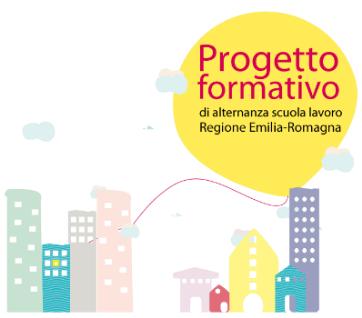 Progetto
formativo
di alternanza scuola lavoro
Regione Emilia-Romagna